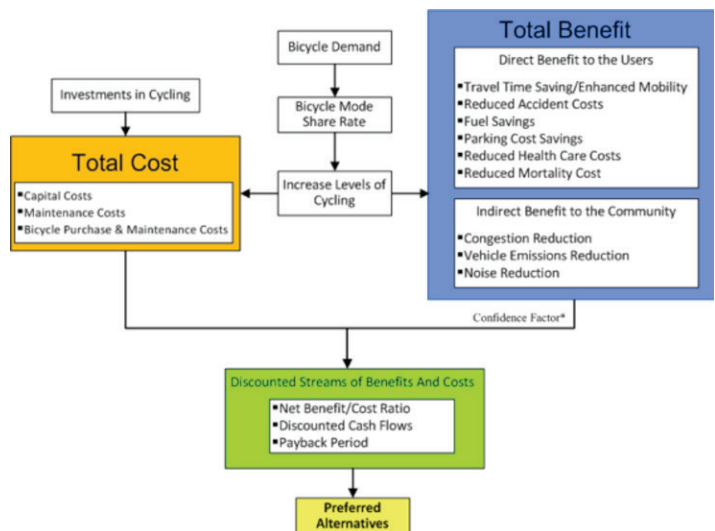 Bicycle Demand
Bicycle Mode
Share Rate
Increase Levels of
Cycling
Investments in Cycling
Total Cost
▪Capital Costs
▪Maintenance Costs
▪Bicycle Purchase & Maintenance Costs
Total Benefit
Direct Benefit to the Users
▪Travel Time Saving/Enhanced Mobility
▪Reduced Accident Costs
▪Fuel Savings
▪Parking Cost Savings
▪Reduced Health Care Costs
▪Reduced Mortality Cost
Indirect Benefit to the Community
▪Congestion Reduction
▪Vehicle Emissions Reduction
▪Noise Reduction
Confidence Factor*
Discounted Streams of Benefits And Costs
▪Net Benefit/Cost Ratio
▪Discounted Cash Flows
▪Payback Period
Preferred
Alternatives